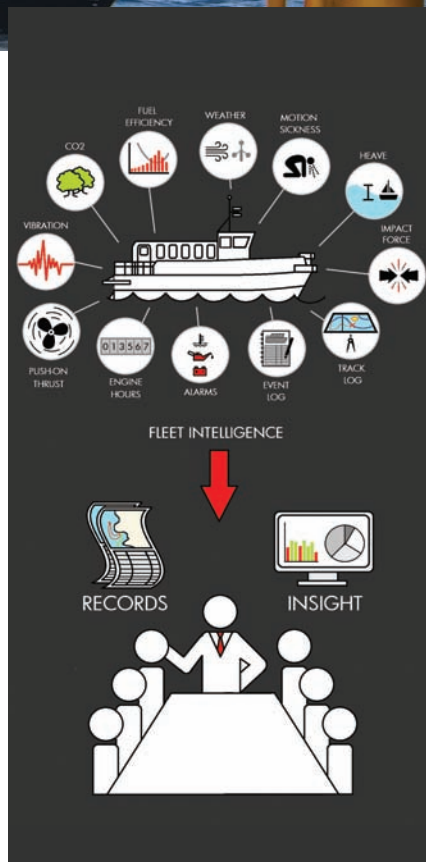 WEATHER
MOTION
SICKNESS
FUEL
EFFICIENCY
CO2
HEAVE
VIBRATION
IMPACT
FORCE
PUSH-ON
THRUST
013567
ENGINE
HOURS
ALARMS
EVENT
LOG
TRACK
LOG
FLEET INTELLIGENCE
RECORDS
INSIGHT